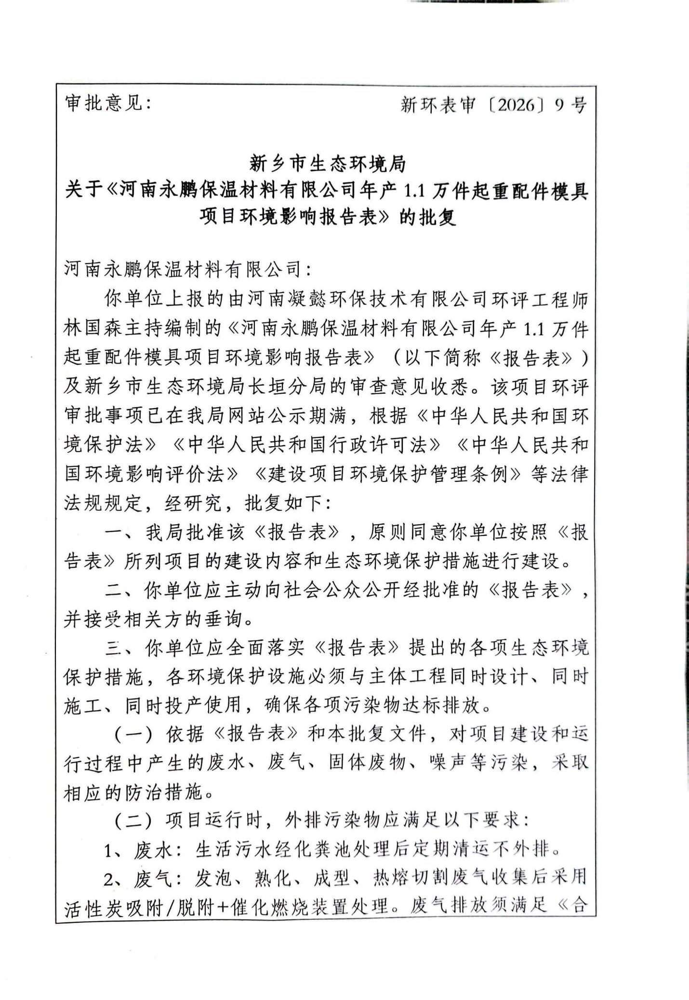 审批意见：
新环表审〔2026〕9 号
新乡市生态环境局
关于《河南永鹏保温材料有限公司年产 1.1 万件起重配件模具
项目环境影响报告表》的批复
河南永鹏保温材料有限公司：
你单位上报的由河南凝懿环保技术有限公司环评工程师
林国森主持编制的《河南永鹏保温材料有限公司年产 1.1 万件
起重配件模具项目环境影响报告表》（以下简称《报告表》）
及新乡市生态环境局长垣分局的审查意见收悉。该项目环评
审批事项已在我局网站公示期满，根据《中华人民共和国环
境保护法》《中华人民共和国行政许可法》《中华人民共和
国环境影响评价法》《建设项目环境保护管理条例》等法律
法规规定，经研究，批复如下：
一、我局批准该《报告表》，原则同意你单位按照《报
告表》所列项目的建设内容和生态环境保护措施进行建设。
二、你单位应主动向社会公众公开经批准的《报告表》，
并接受相关方的垂询。
三、你单位应全面落实《报告表》提出的各项生态环境
保护措施，各环境保护设施必须与主体工程同时设计、同时
施工、同时投产使用，确保各项污染物达标排放。
（一）依据《报告表》和本批复文件，对项目建设和运
行过程中产生的废水、废气、固体废物、噪声等污染，采取
相应的防治措施。
（二）项目运行时，外排污染物应满足以下要求：
1、废水：生活污水经化粪池处理后定期清运不外排。
2、废气：发泡、熟化、成型、热熔切割废气收集后采用
活性炭吸附/脱附+催化燃烧装置处理。废气排放须满足《合